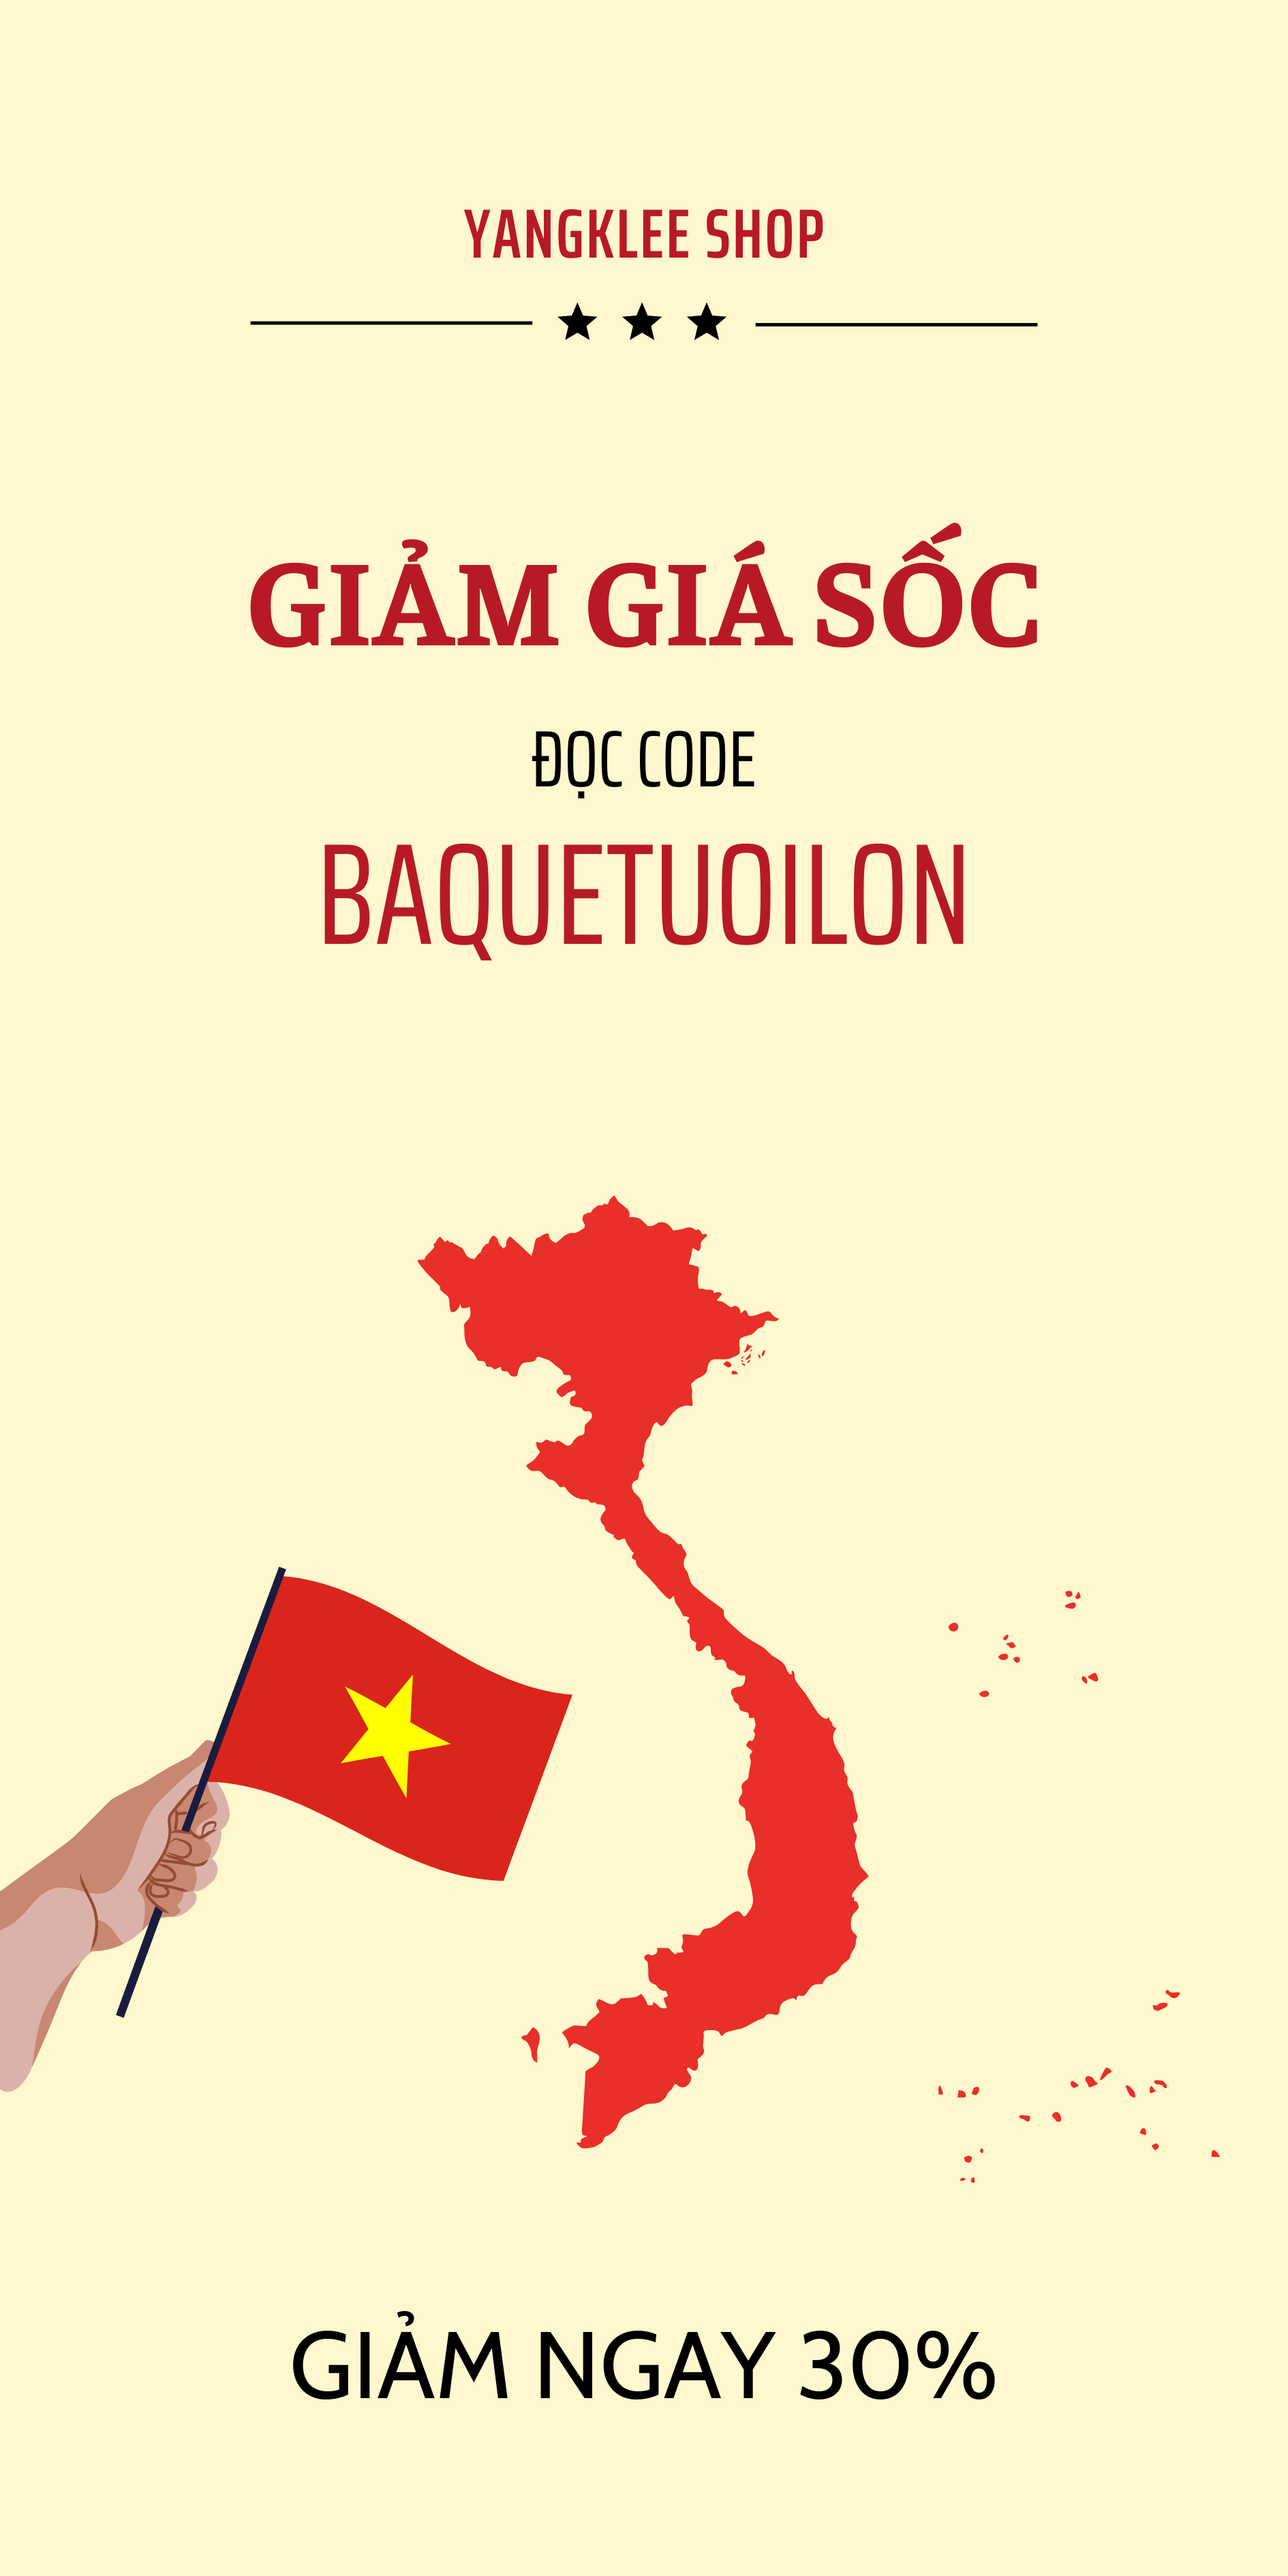 YANGKLEE SHOP
GIẢM GIÁ SỐC
ĐỌC CODE
BAQUETUOILON
GIẢM NGAY 30%